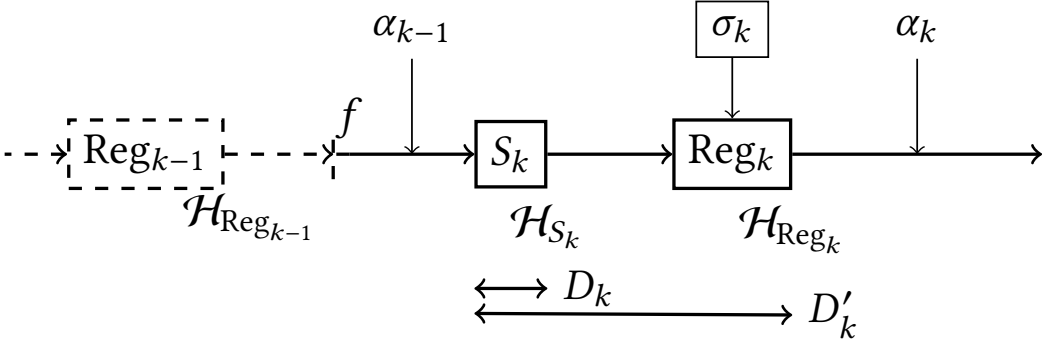 α_{k−1} σ_k α_k
f
Reg_{k−1} S_k Reg_k
ℋ_{Reg_{k−1}} ℋ_{S_k} ℋ_{Reg_k}
D_k
D′_k